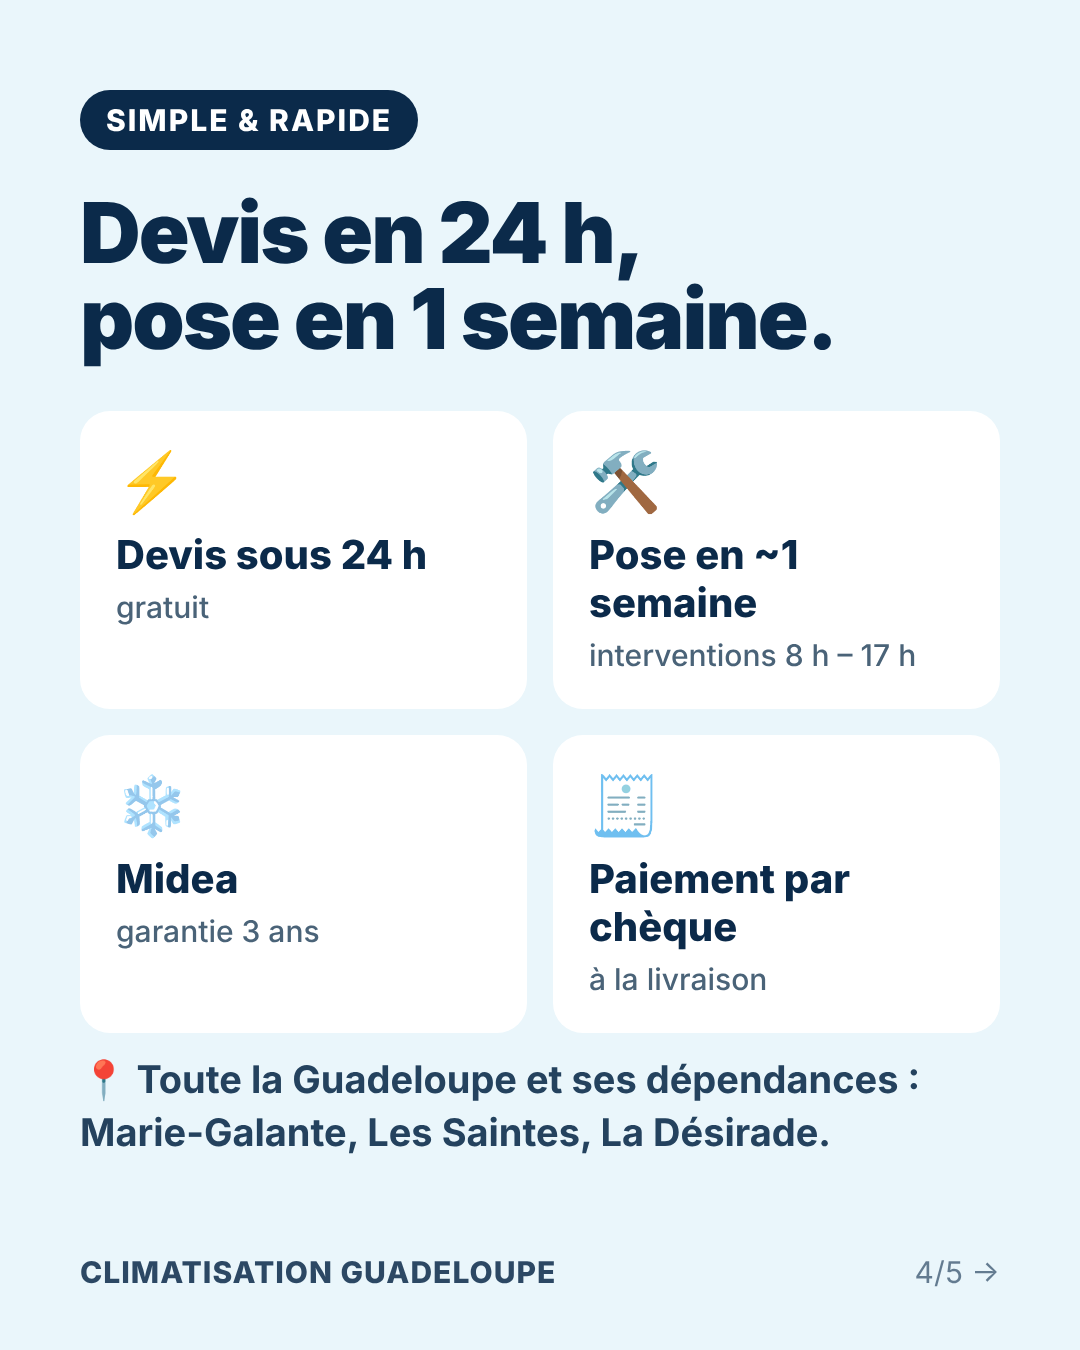 SIMPLE & RAPIDE
Devis en 24 h,
pose en 1 semaine.
Devis sous 24 h
gratuit
Pose en ~1
semaine
interventions 8 h – 17 h
Midea
garantie 3 ans
Paiement par
chèque
à la livraison
Toute la Guadeloupe et ses dépendances :
Marie-Galante, Les Saintes, La Désirade.
CLIMATISATION GUADELOUPE
4/5 →